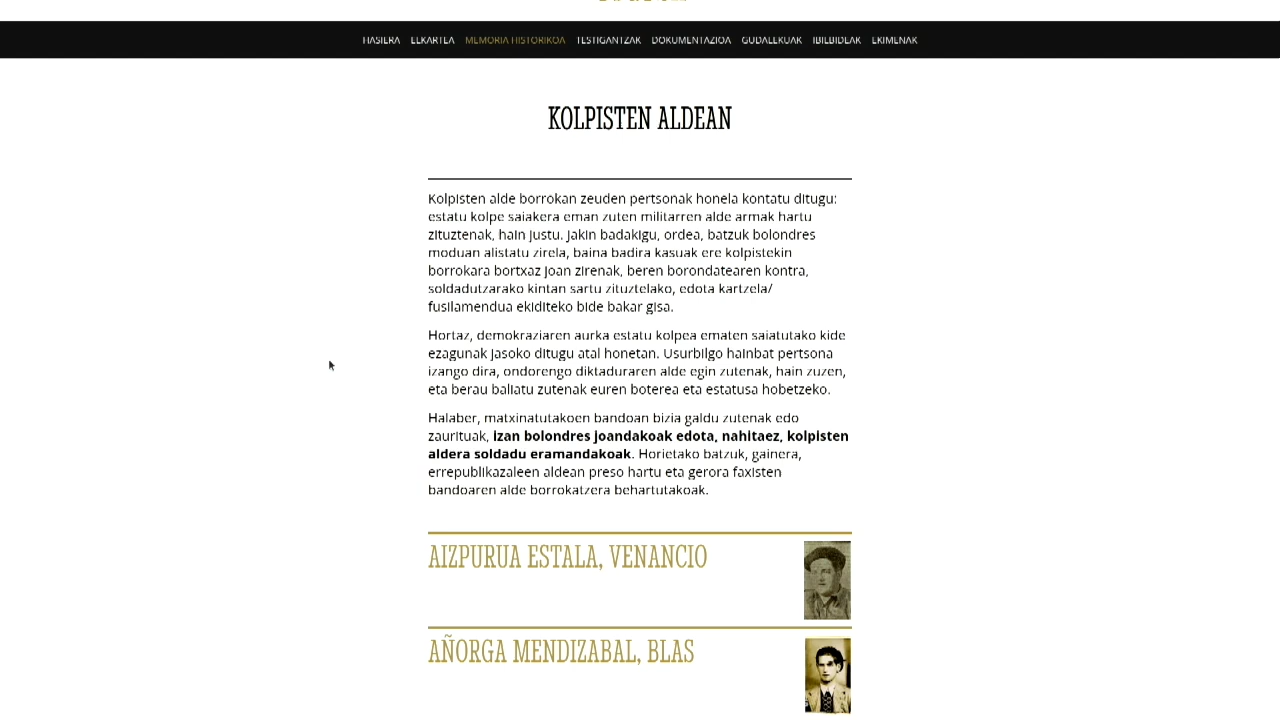 HASIERA ELKARTEA MEMORIA HISTORIKOA TESTIGANTZAK DOKUMENTAZIOA GUDALEKUAK IBILBIDEAK EKIMENAK
KOLPISTEN ALDEAN
Kolpisten alde borrokan zeuden pertsonak honela kontatu ditugu:
estatu kolpe saiakera eman zuten militarren alde armak hartu
zituztenak, hain justu. Jakin badakigu, ordea, batzuk bolondres
moduan alistatu zirela, baina badira kasuak ere kolpistekin
borrokara bortxaz joan zirenak, beren borondatearen kontra,
soldadutzarako kintan sartu zituztelako, edota kartzela/
fusilamendua ekiditeko bide bakar gisa.
Hortaz, demokraziaren aurka estatu kolpea ematen saiatutako kide
ezagunak jasoko ditugu atal honetan. Usurbilgo hainbat pertsona
izango dira, ondorengo diktaduraren alde egin zutenak, hain zuzen,
eta berau baliatu zutenak euren boterea eta estatusa hobetzeko.
Halaber, matxinatutakoen bandoan bizia galdu zutenak edo
zaurituak, izan bolondres joandakoak edota, nahitaez, kolpisten
aldera soldadu eramandakoak. Horietako batzuk, gainera,
errepublikazaleen aldean preso hartu eta gerora faxisten
bandoaren alde borrokatzera behartutakoak.
AIZPURUA ESTALA, VENANCIO
AÑORGA MENDIZABAL, BLAS